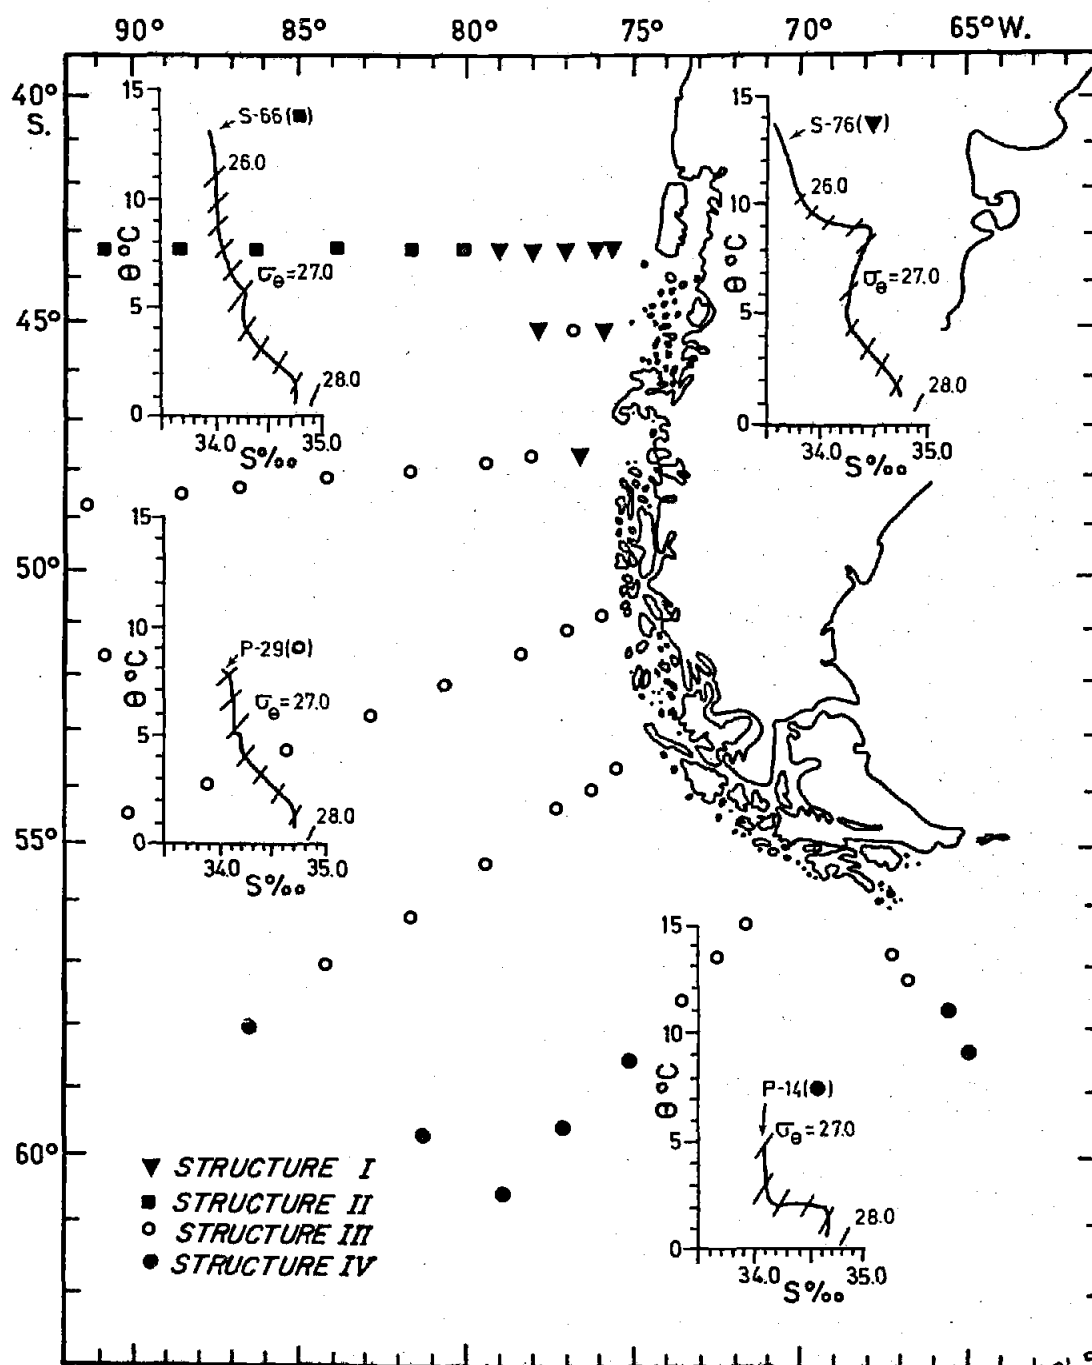 90° 85° 80° 75° 70° 65°W.
40° S.
45°
50°
55°
60°
15
10
5
0
θ °C
S-66(■)
26.0
σθ=27.0
28.0
34.0 35.0
S‰
15
10
5
0
θ °C
S-76(▼)
26.0
σθ=27.0
28.0
34.0 35.0
S‰
15
10
5
0
θ °C
P-29(○)
σθ=27.0
28.0
34.0 35.0
S‰
15
10
5
0
θ °C
P-14(●)
σθ=27.0
28.0
34.0 35.0
S‰
▼ STRUCTURE I
■ STRUCTURE II
○ STRUCTURE III
● STRUCTURE IV